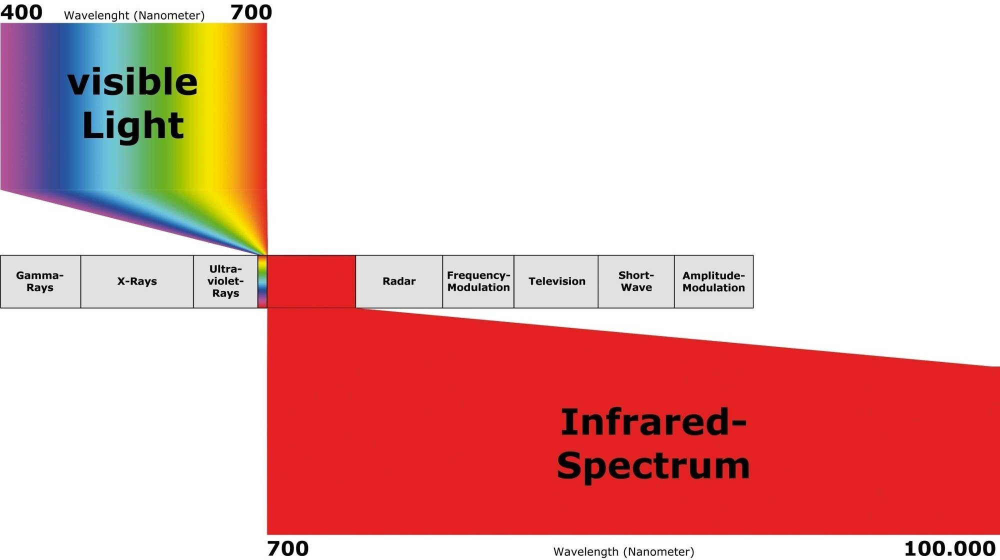 400 Wavelenght (Nanometer) 700
visible
Light
Gamma-
Rays
X-Rays
Ultra-
violet-
Rays
Radar
Frequency-
Modulation
Television
Short-
Wave
Amplitude-
Modulation
Infrared-
Spectrum
700 Wavelength (Nanometer) 100.000